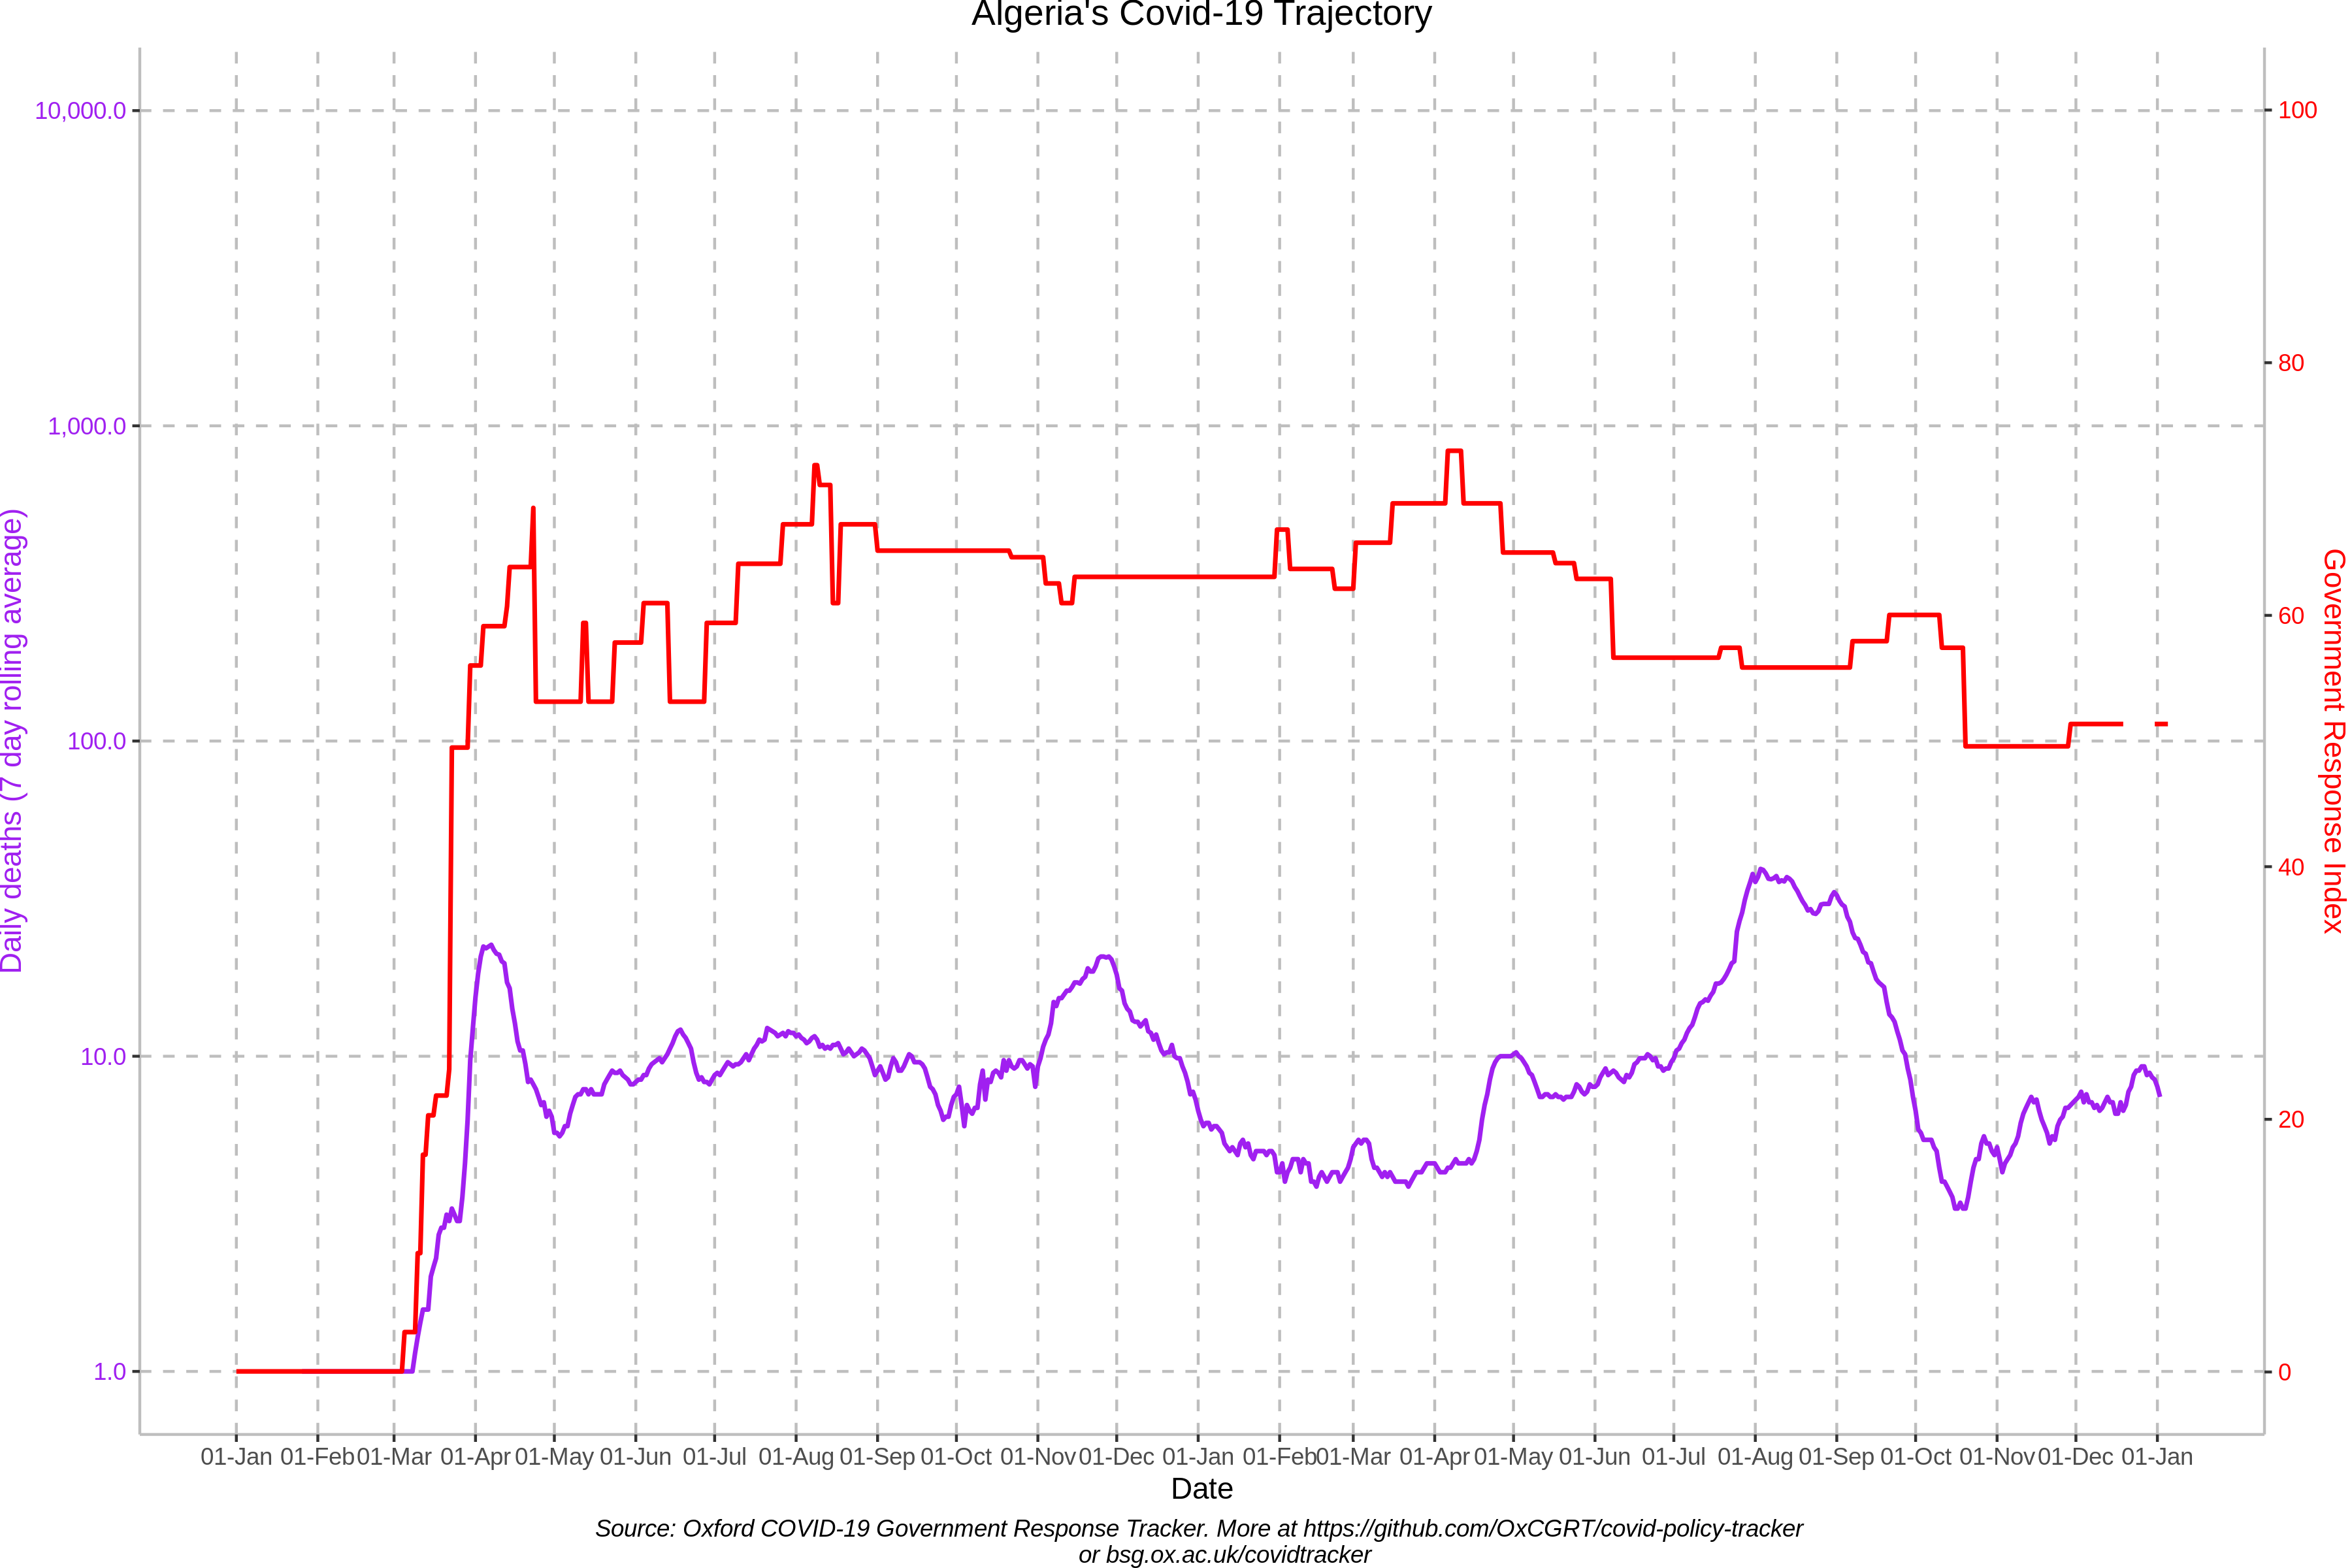 Algeria's Covid-19 Trajectory
10,000.0
1,000.0
100.0
10.0
1.0
Daily deaths (7 day rolling average)
100
80
60
40
20
0
Government Response Index
01-Jan 01-Feb 01-Mar 01-Apr 01-May 01-Jun 01-Jul 01-Aug 01-Sep 01-Oct 01-Nov 01-Dec 01-Jan 01-Feb 01-Mar 01-Apr 01-May 01-Jun 01-Jul 01-Aug 01-Sep 01-Oct 01-Nov 01-Dec 01-Jan
Date
Source: Oxford COVID-19 Government Response Tracker. More at https://github.com/OxCGRT/covid-policy-tracker
or bsg.ox.ac.uk/covidtracker